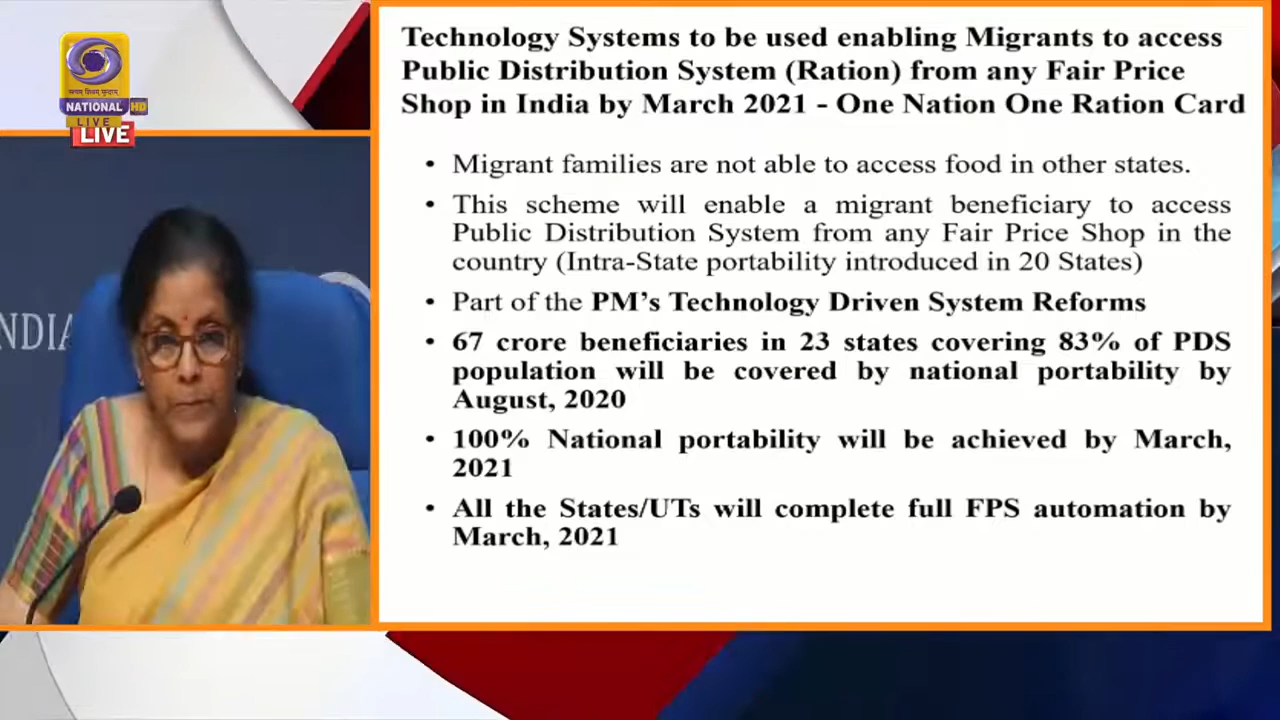 सत्यम् शिवम् सुन्दरम्
NATIONAL HD
LIVE
LIVE
NDIA
Technology Systems to be used enabling Migrants to access
Public Distribution System (Ration) from any Fair Price
Shop in India by March 2021 - One Nation One Ration Card
• Migrant families are not able to access food in other states.
• This scheme will enable a migrant beneficiary to access
Public Distribution System from any Fair Price Shop in the
country (Intra-State portability introduced in 20 States)
• Part of the PM's Technology Driven System Reforms
• 67 crore beneficiaries in 23 states covering 83% of PDS
population will be covered by national portability by
August, 2020
• 100% National portability will be achieved by March,
2021
• All the States/UTs will complete full FPS automation by
March, 2021